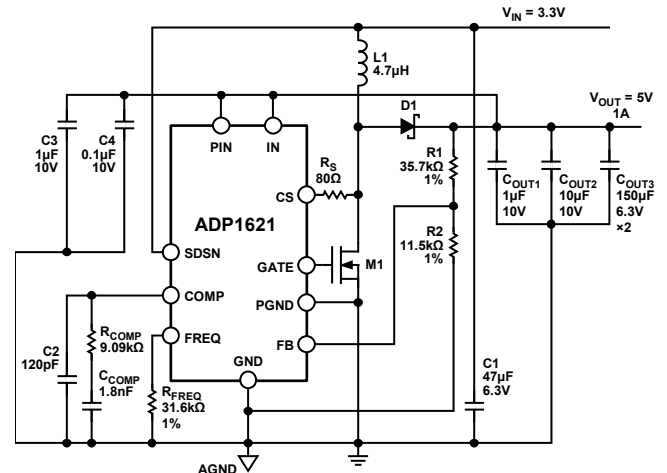 V_IN = 3.3V
L1
4.7µH
V_OUT = 5V
1A
D1
C3
1µF
10V
C4
0.1µF
10V
PIN
IN
R_S
80Ω
CS
R1
35.7kΩ
1%
C_OUT1
1µF
10V
C_OUT2
10µF
10V
C_OUT3
150µF
6.3V
×2
ADP1621
R2
11.5kΩ
1%
SDSN
GATE
M1
COMP
PGND
FREQ
FB
C2
120pF
R_COMP
9.09kΩ
C_COMP
1.8nF
R_FREQ
31.6kΩ
1%
GND
C1
47µF
6.3V
AGND